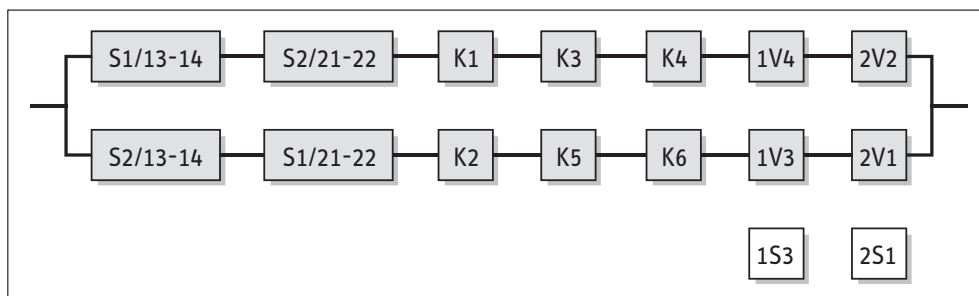 S1/13-14 S2/21-22 K1 K3 K4 1V4 2V2
S2/13-14 S1/21-22 K2 K5 K6 1V3 2V1
1S3 2S1